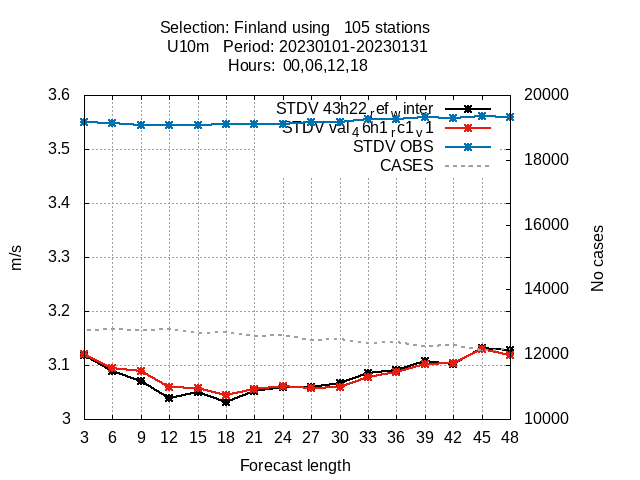 Selection: Finland using   105 stations
U10m   Period: 20230101-20230131
Hours: 00,06,12,18
3.6
3.5
3.4
3.3
3.2
3.1
3
20000
18000
16000
14000
12000
10000
STDV 43h22_ref_winter
STDV val_46h1_rc1_v1
STDV OBS
CASES
m/s
No cases
3 6 9 12 15 18 21 24 27 30 33 36 39 42 45 48
Forecast length